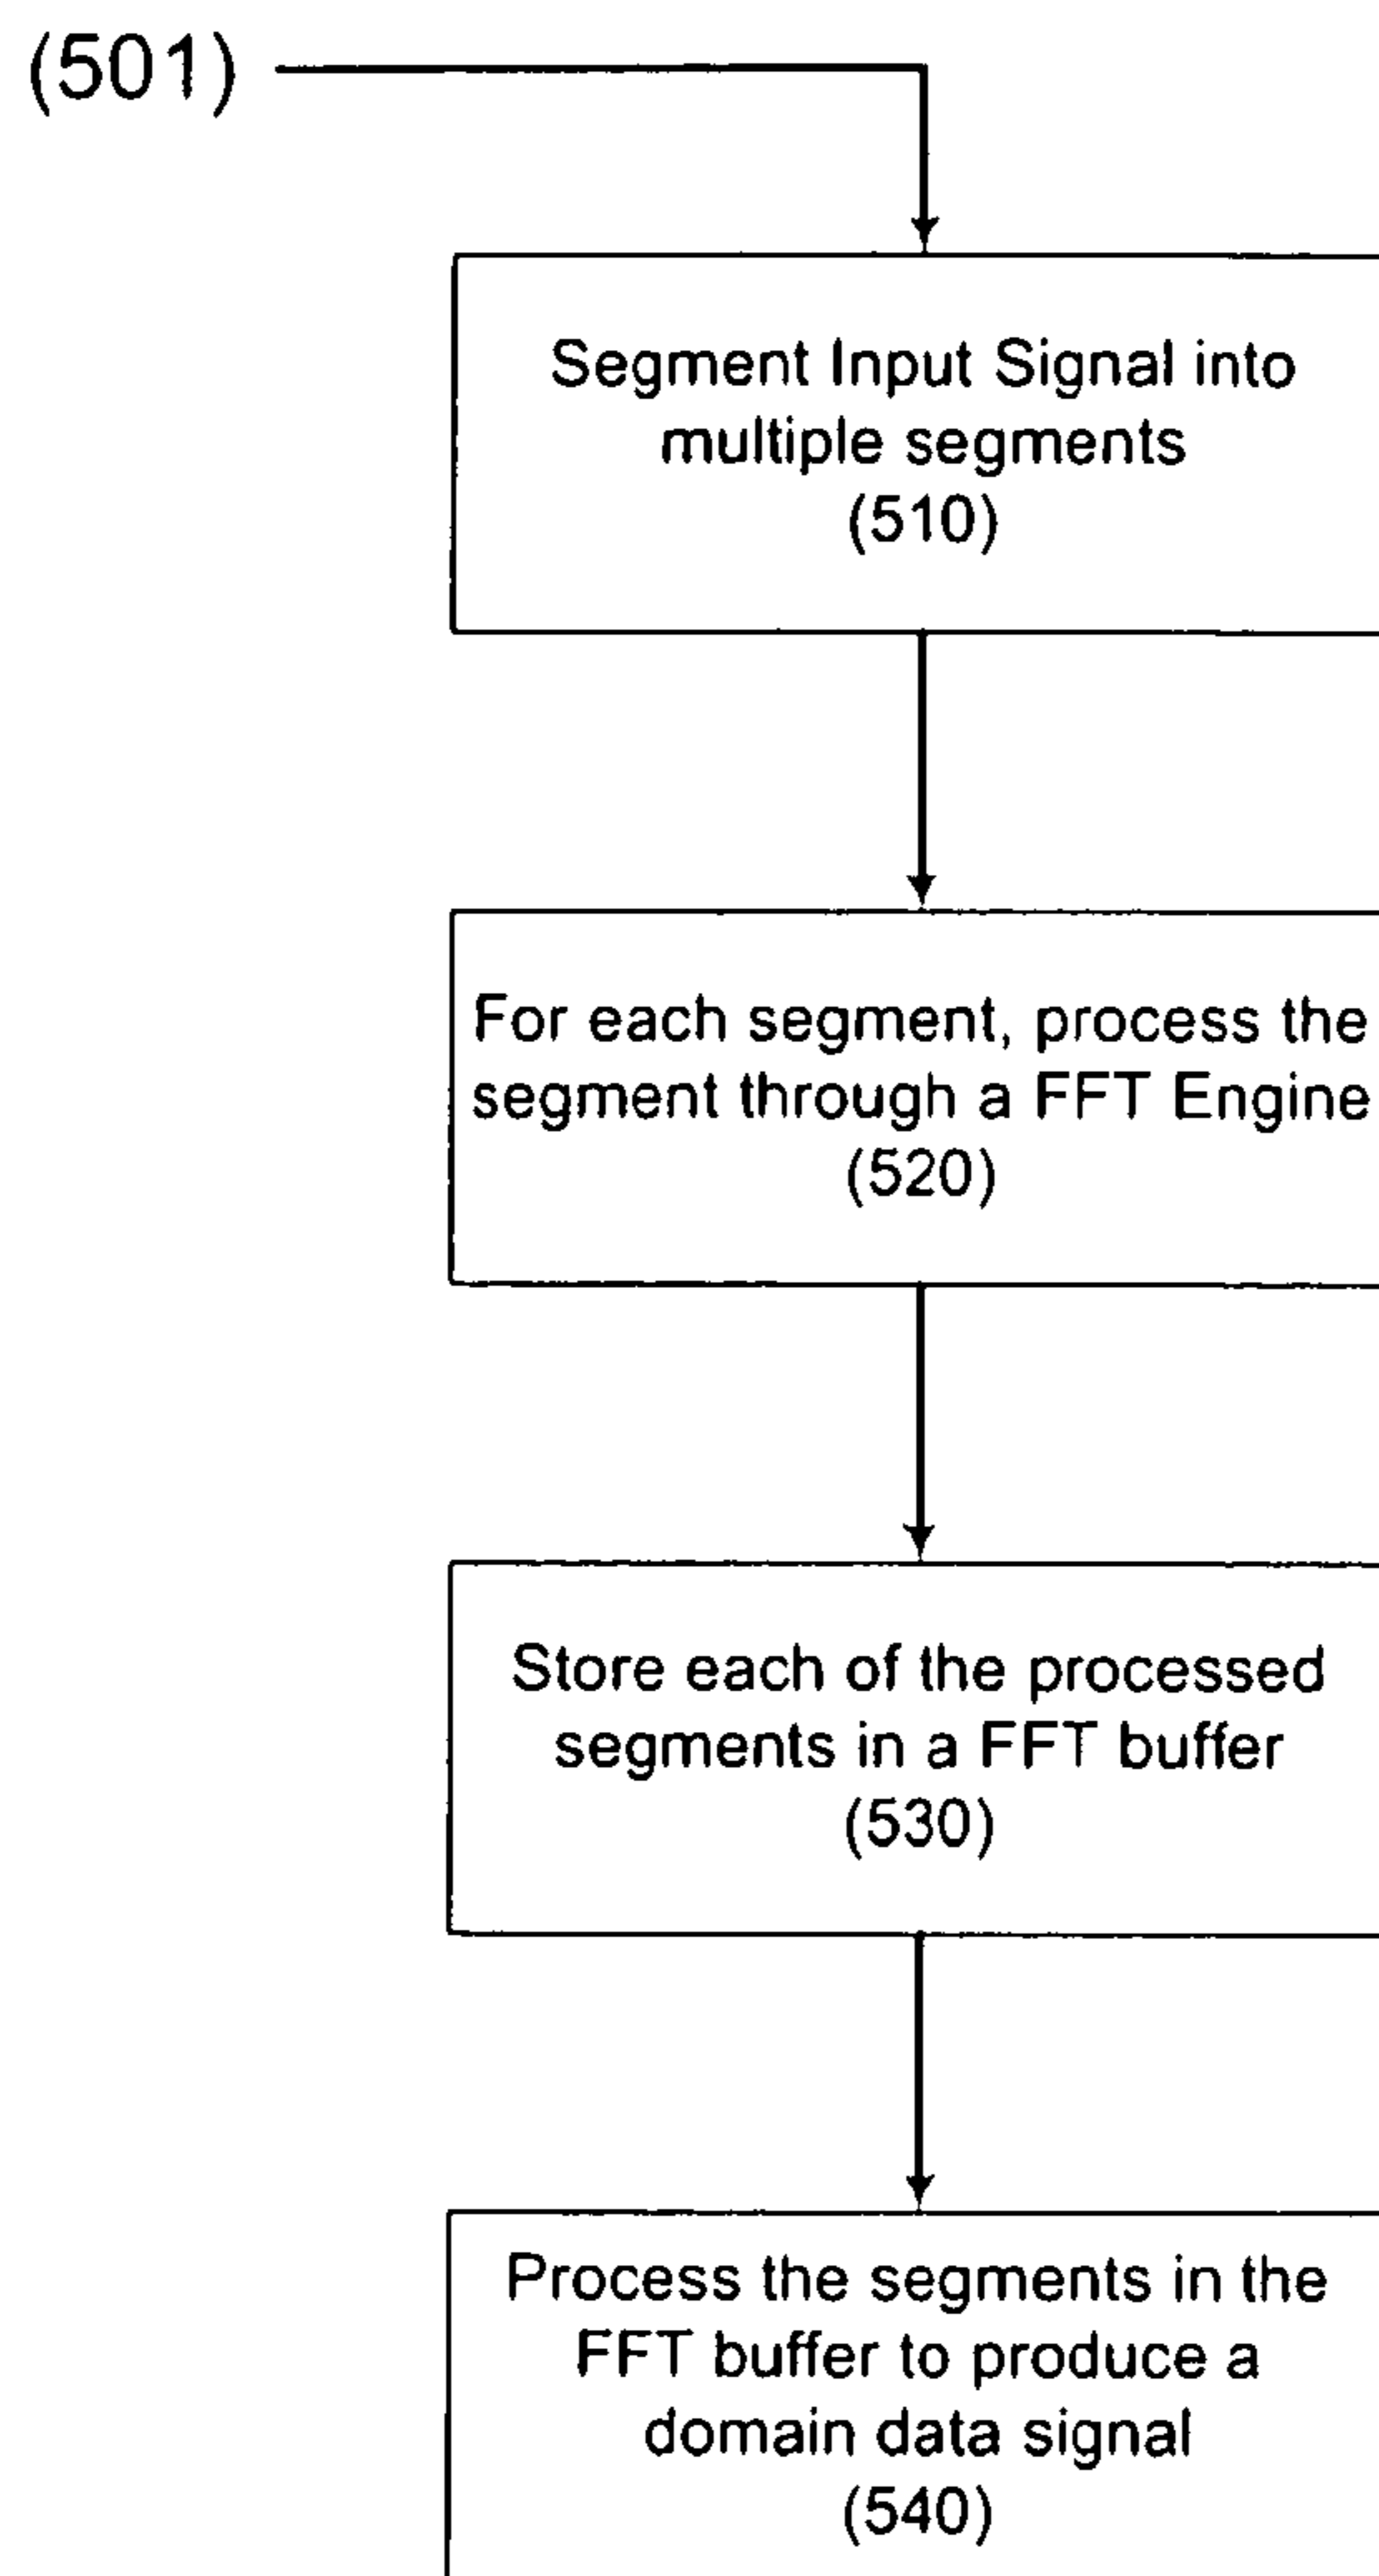 (501)
Segment Input Signal into
multiple segments
(510)
For each segment, process the
segment through a FFT Engine
(520)
Store each of the processed
segments in a FFT buffer
(530)
Process the segments in the
FFT buffer to produce a
domain data signal
(540)